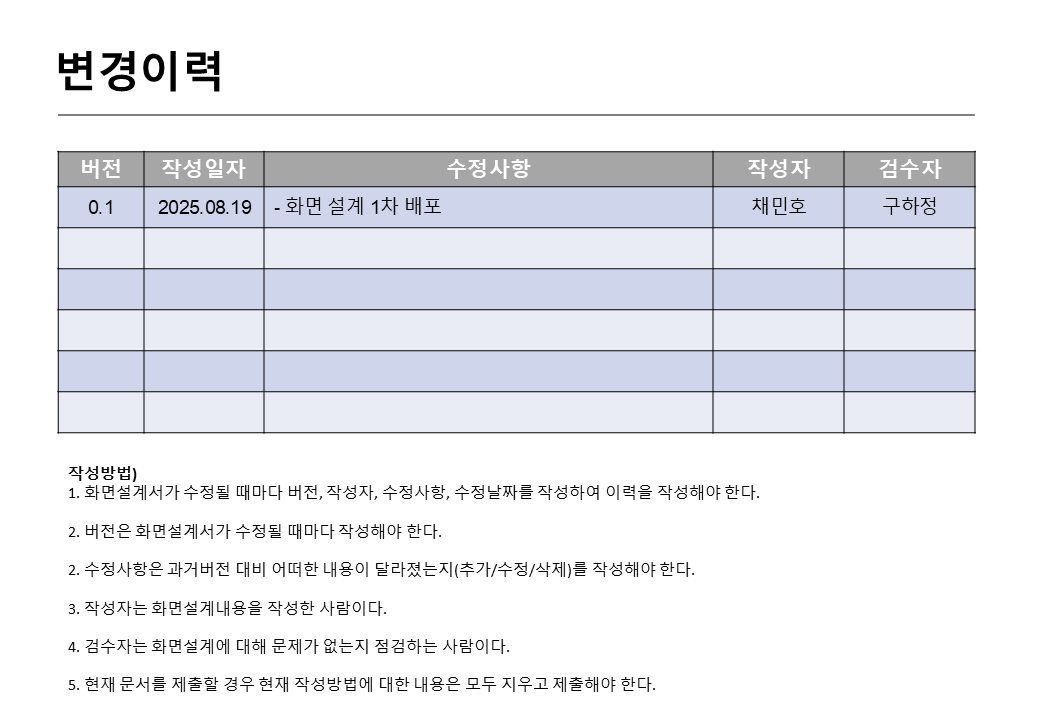 변경이력
버전 작성일자 수정사항 작성자 검수자
0.1 2025.08.19 - 화면 설계 1차 배포 채민호 구하정
작성방법)
1. 화면설계서가 수정될 때마다 버전, 작성자, 수정사항, 수정날짜를 작성하여 이력을 작성해야 한다.
2. 버전은 화면설계서가 수정될 때마다 작성해야 한다.
2. 수정사항은 과거버전 대비 어떠한 내용이 달라졌는지(추가/수정/삭제)를 작성해야 한다.
3. 작성자는 화면설계내용을 작성한 사람이다.
4. 검수자는 화면설계에 대해 문제가 없는지 점검하는 사람이다.
5. 현재 문서를 제출할 경우 현재 작성방법에 대한 내용은 모두 지우고 제출해야 한다.